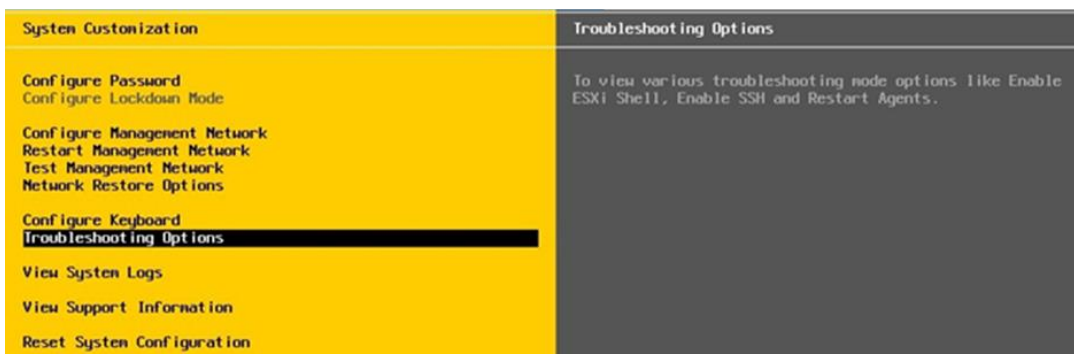 System Customization
Configure Password
Configure Lockdown Mode
Configure Management Network
Restart Management Network
Test Management Network
Network Restore Options
Configure Keyboard
Troubleshooting Options
View System Logs
View Support Information
Reset System Configuration
Troubleshooting Options
To view various troubleshooting mode options like Enable
ESXi Shell, Enable SSH and Restart Agents.